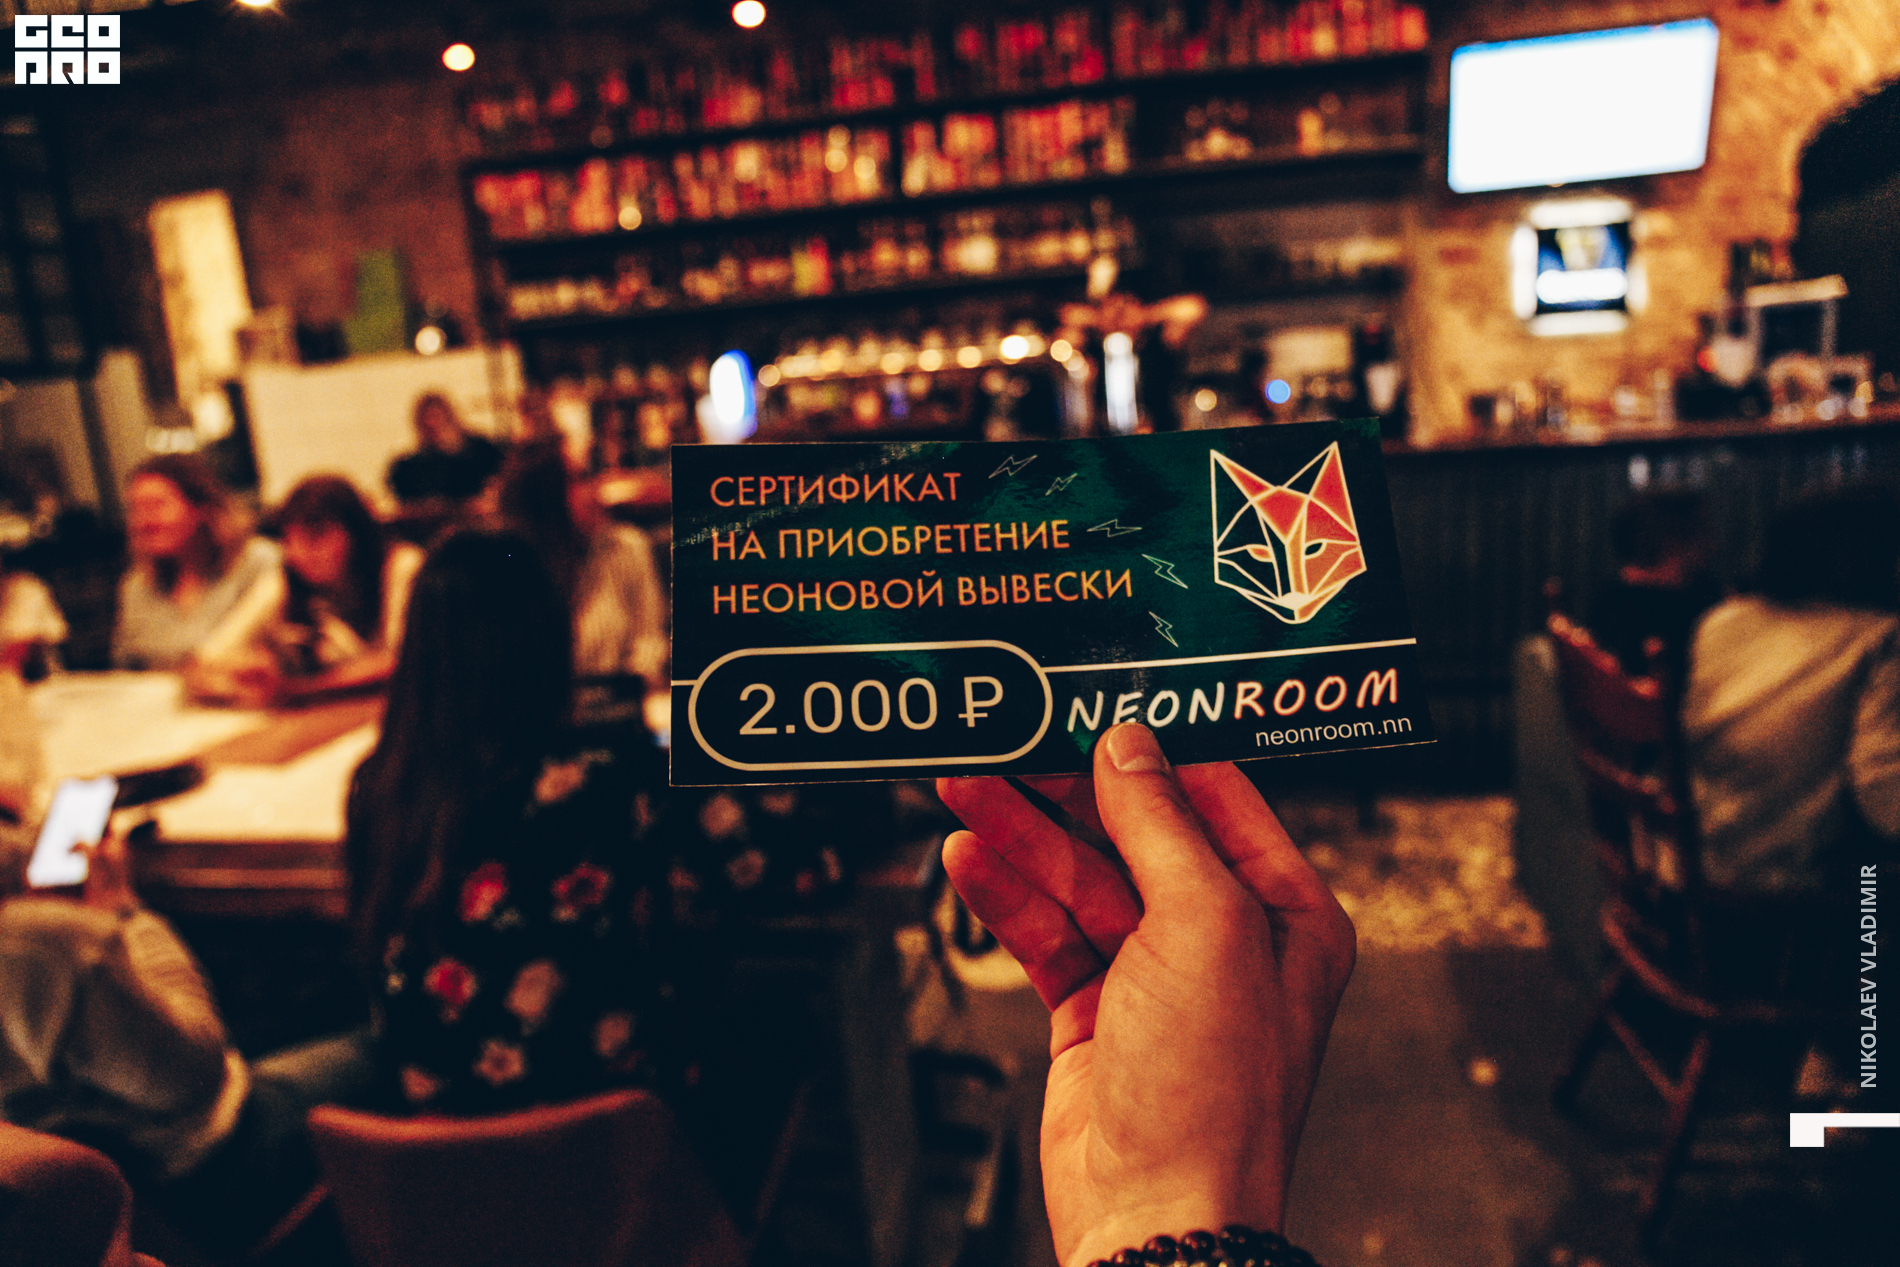 GEO
PRO
СЕРТИФИКАТ
НА ПРИОБРЕТЕНИЕ
НЕОНОВОЙ ВЫВЕСКИ
2.000 ₽
NEONROOM
neonroom.nn
NIKOLAEV VLADIMIR